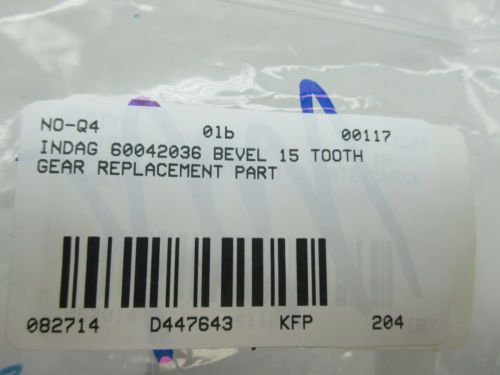 NO-Q4 01b 00117
INDAG 60042036 BEVEL 15 TOOTH
GEAR REPLACEMENT PART
082714 D447643 KFP 204